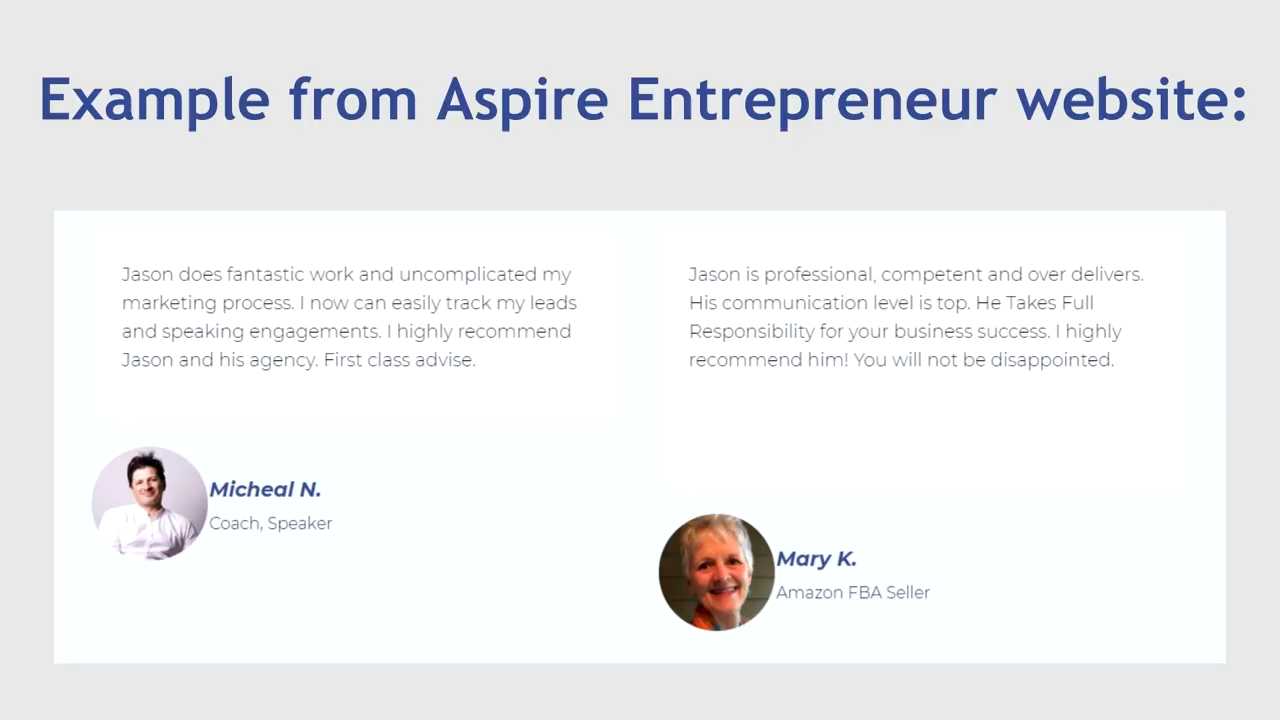 Example from Aspire Entrepreneur website:
Jason does fantastic work and uncomplicated my
marketing process. I now can easily track my leads
and speaking engagements. I highly recommend
Jason and his agency. First class advise.
Micheal N.
Coach, Speaker
Jason is professional, competent and over delivers.
His communication level is top. He Takes Full
Responsibility for your business success. I highly
recommend him! You will not be disappointed.
Mary K.
Amazon FBA Seller